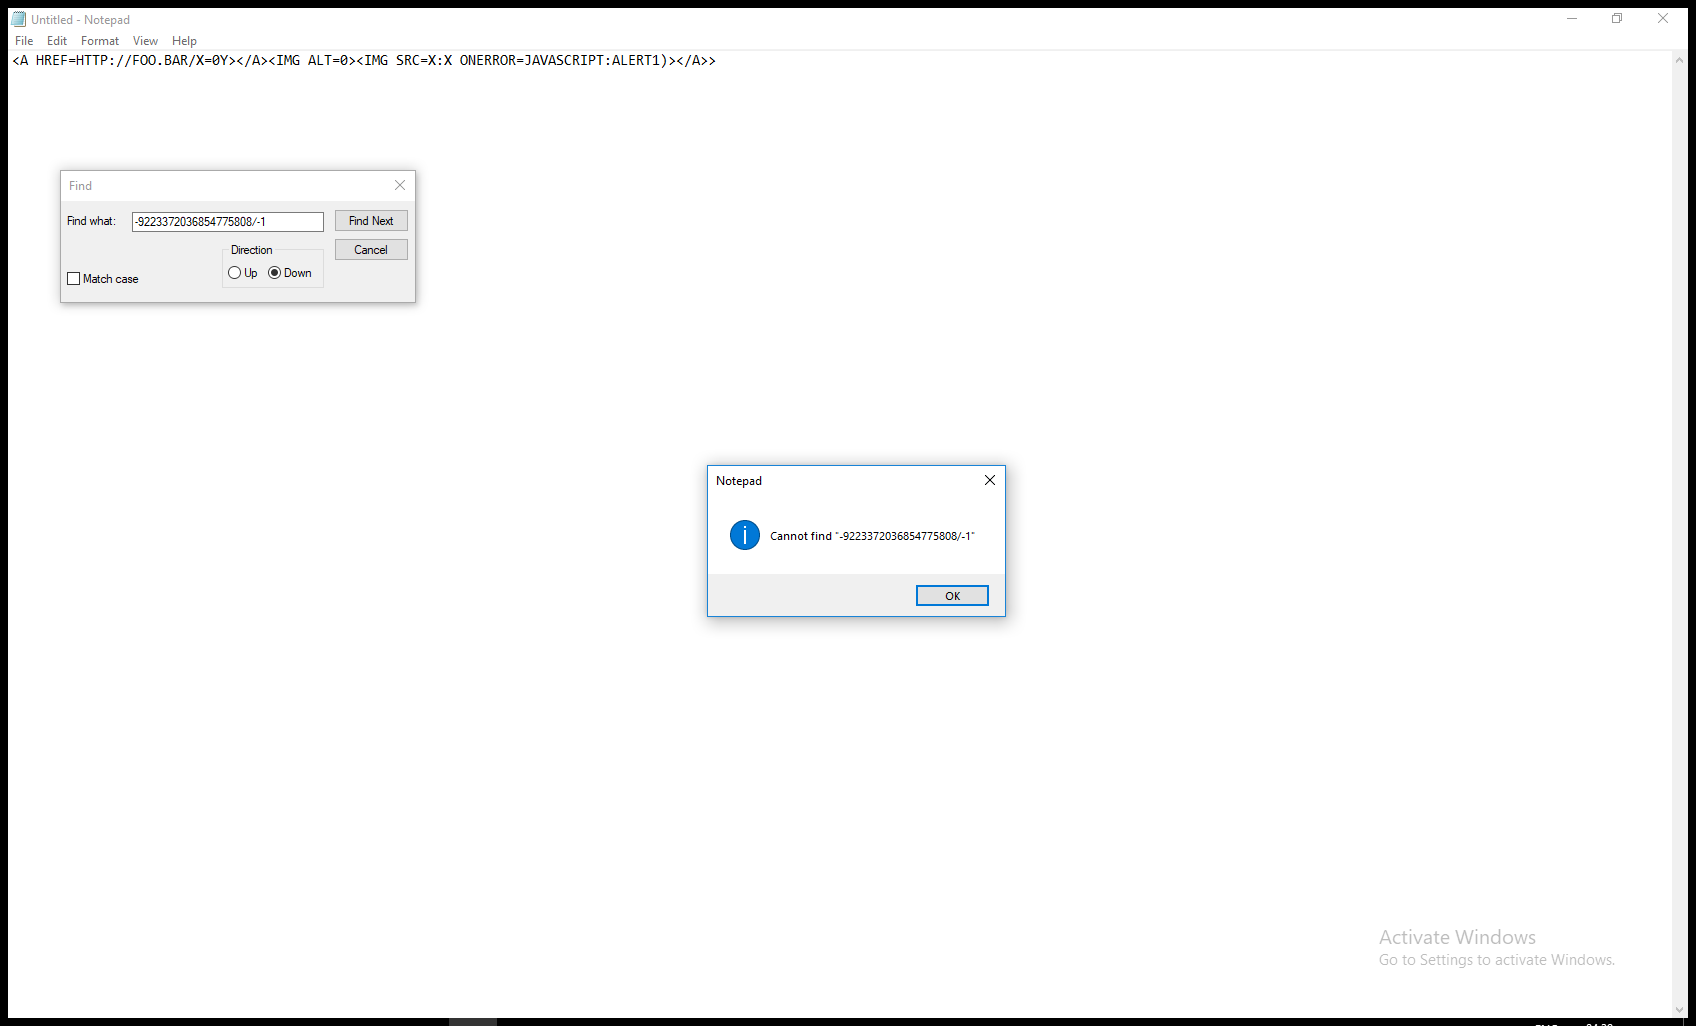 Untitled - Notepad
File Edit Format View Help
<A HREF=HTTP://FOO.BAR/X=0Y></A><IMG ALT=0><IMG SRC=X:X ONERROR=JAVASCRIPT:ALERT1)></A>>
Find
Find what: -9223372036854775808/-1 Find Next
Direction Cancel
Up Down
Match case
Notepad
Cannot find "-9223372036854775808/-1"
OK
Activate Windows
Go to Settings to activate Windows.